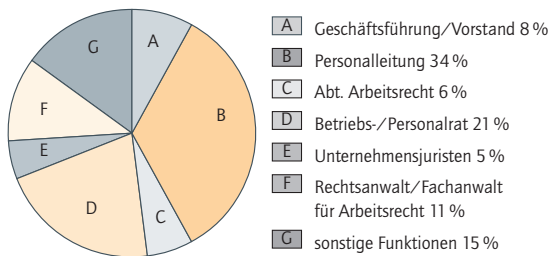 A
B
C
D
E
F
G
A Geschäftsführung/Vorstand 8 %
B Personalleitung 34 %
C Abt. Arbeitsrecht 6 %
D Betriebs-/Personalrat 21 %
E Unternehmensjuristen 5 %
F Rechtsanwalt/Fachanwalt
für Arbeitsrecht 11 %
G sonstige Funktionen 15 %